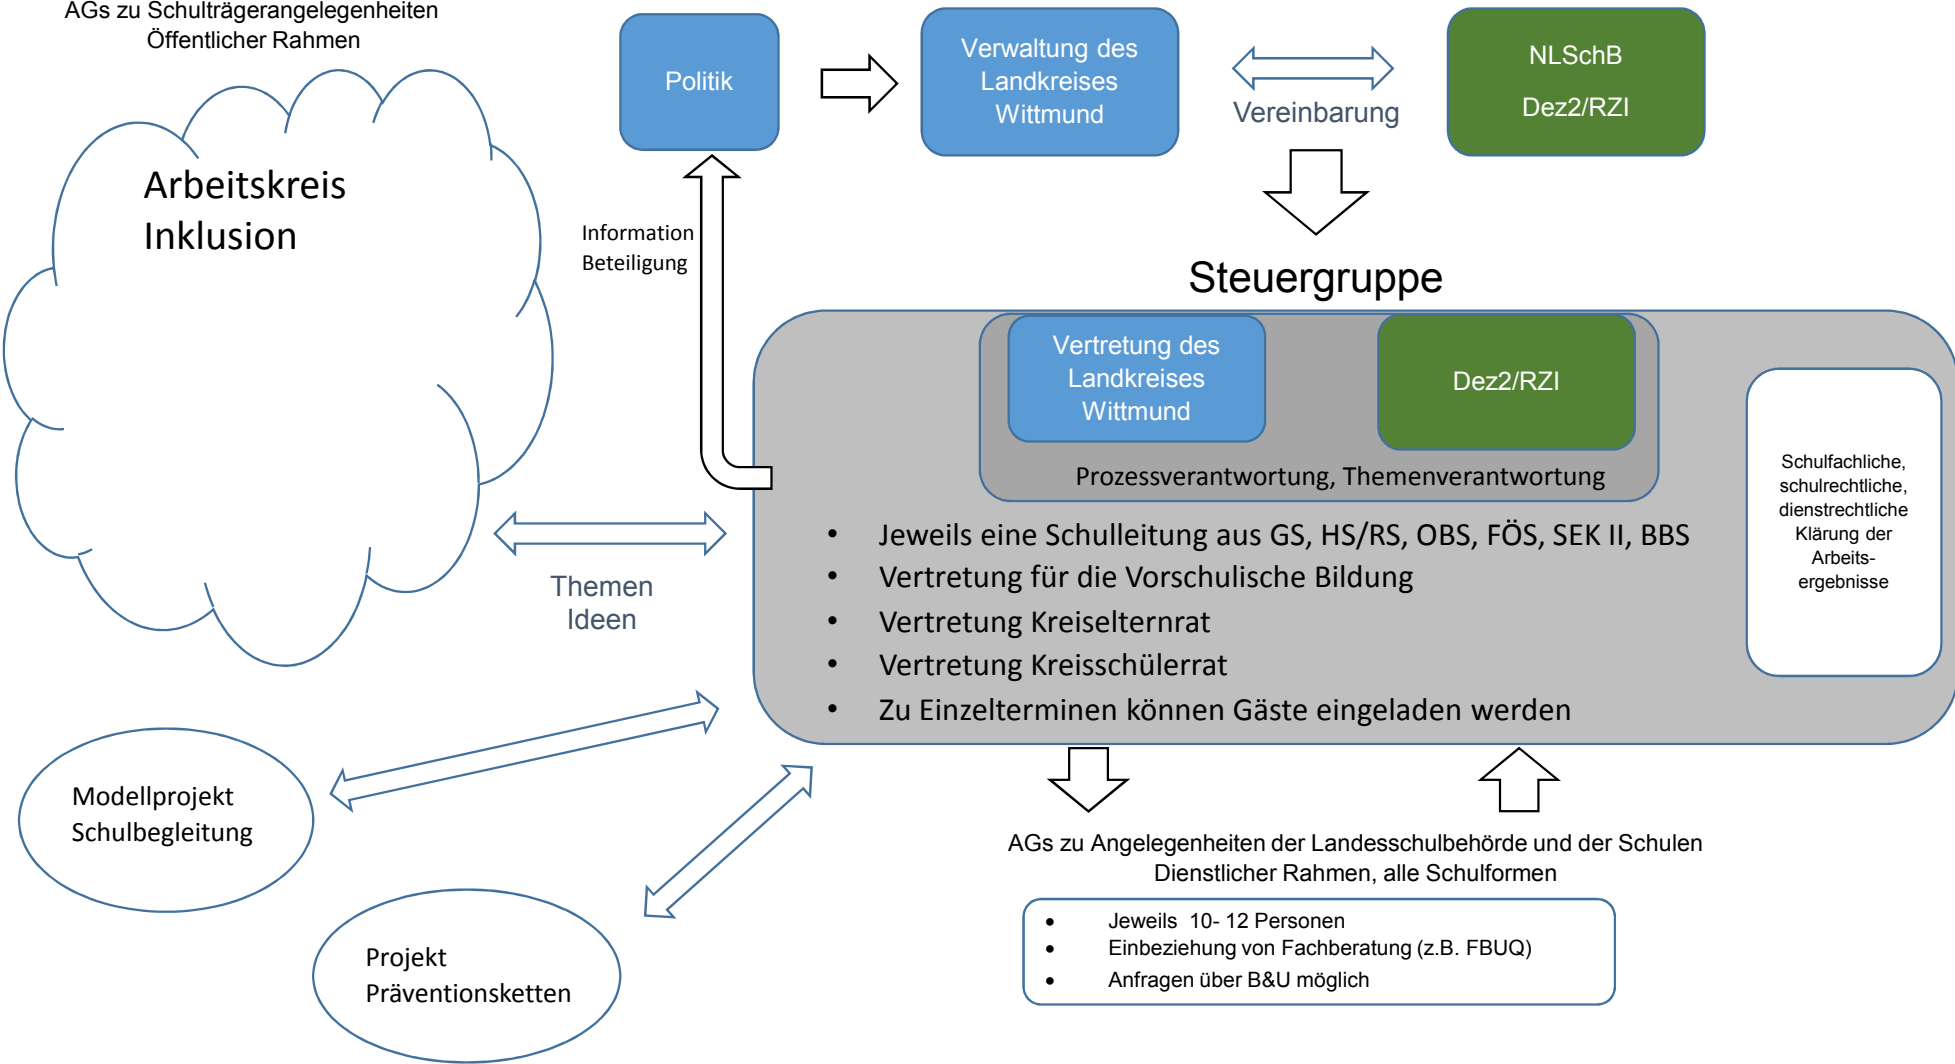 AGs zu Schulträgerangelegenheiten
Öffentlicher Rahmen
Arbeitskreis
Inklusion
Politik
Verwaltung des
Landkreises
Wittmund
Vereinbarung
NLSchB
Dez2/RZI
Information
Beteiligung
Steuergruppe
Vertretung des
Landkreises
Wittmund
Dez2/RZI
Prozessverantwortung, Themenverantwortung
• Jeweils eine Schulleitung aus GS, HS/RS, OBS, FÖS, SEK II, BBS
• Vertretung für die Vorschulische Bildung
• Vertretung Kreiselternrat
• Vertretung Kreisschülerrat
• Zu Einzelterminen können Gäste eingeladen werden
Schulfachliche,
schulrechtliche,
dienstrechtliche
Klärung der
Arbeits-
ergebnisse
Themen
Ideen
Modellprojekt
Schulbegleitung
Projekt
Präventionsketten
AGs zu Angelegenheiten der Landesschulbehörde und der Schulen
Dienstlicher Rahmen, alle Schulformen
• Jeweils 10- 12 Personen
• Einbeziehung von Fachberatung (z.B. FBUQ)
• Anfragen über B&U möglich